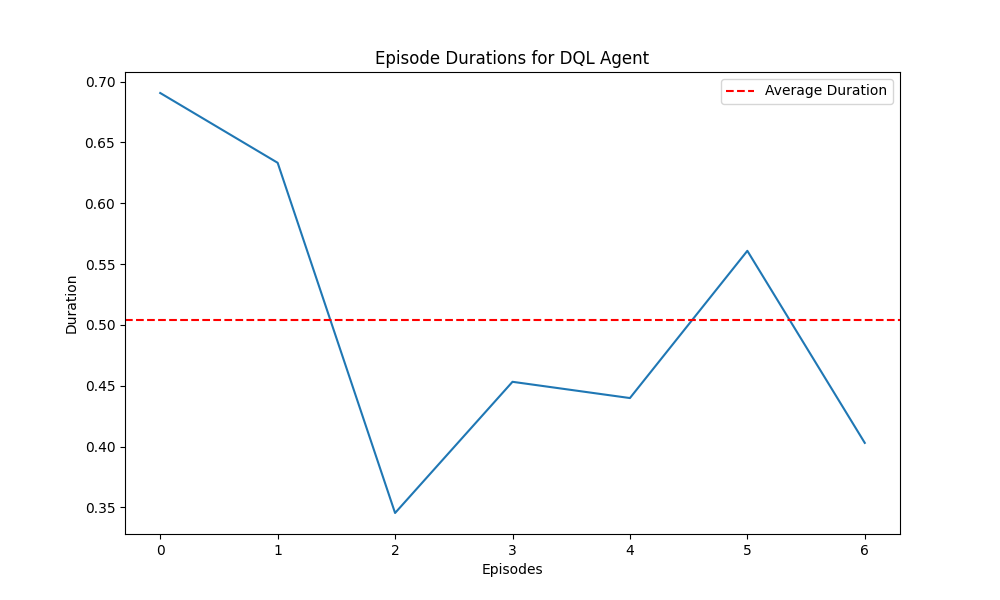 Episode Durations for DQL Agent
Average Duration
0.70
0.65
0.60
0.55
0.50
0.45
0.40
0.35
Duration
0 1 2 3 4 5 6
Episodes